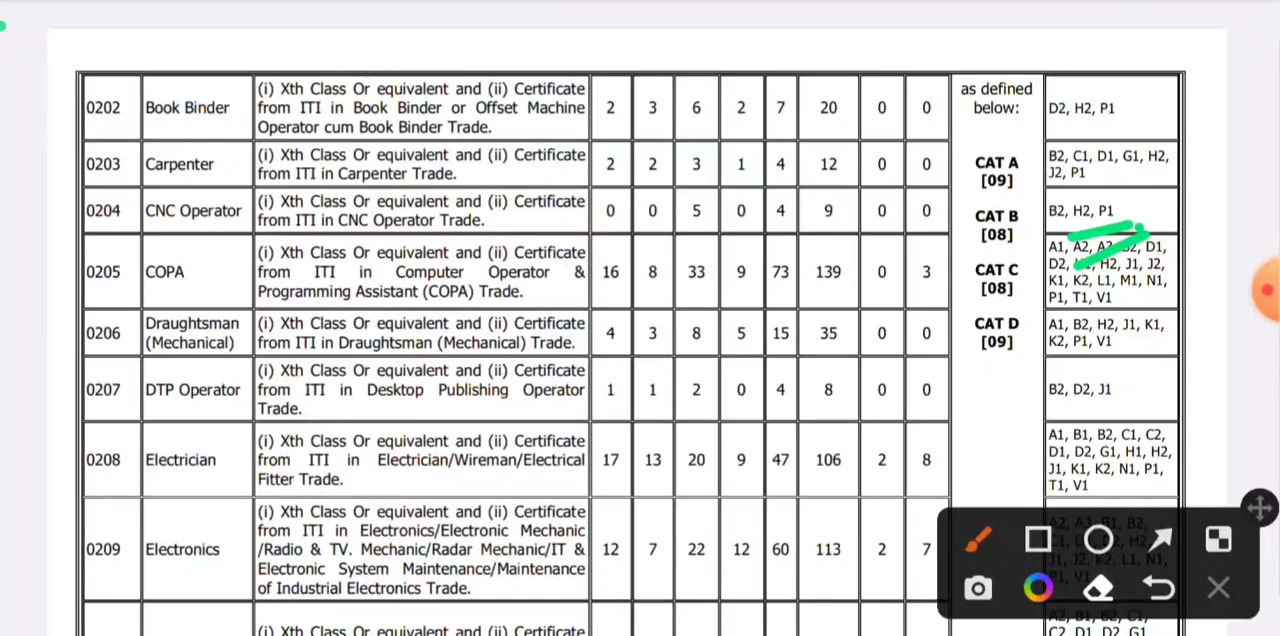 0202 Book Binder (i) Xth Class Or equivalent and (ii) Certificate from ITI in Book Binder or Offset Machine Operator cum Book Binder Trade. 2 3 6 2 7 20 0 0 D2, H2, P1
as defined below:
0203 Carpenter (i) Xth Class Or equivalent and (ii) Certificate from ITI in Carpenter Trade. 2 2 3 1 4 12 0 0 B2, C1, D1, G1, H2, J2, P1
CAT A [09]
0204 CNC Operator (i) Xth Class Or equivalent and (ii) Certificate from ITI in CNC Operator Trade. 0 0 5 0 4 9 0 0 B2, H2, P1
CAT B [08]
0205 COPA (i) Xth Class Or equivalent and (ii) Certificate from ITI in Computer Operator & Programming Assistant (COPA) Trade. 16 8 33 9 73 139 0 3 A1, A2, D1, D2, H2, J1, J2, K1, K2, L1, M1, N1, P1, T1, V1
CAT C [08]
0206 Draughtsman (Mechanical) (i) Xth Class Or equivalent and (ii) Certificate from ITI in Draughtsman (Mechanical) Trade. 4 3 8 5 15 35 0 0 A1, B2, H2, J1, K1, K2, P1, V1
CAT D [09]
0207 DTP Operator (i) Xth Class Or equivalent and (ii) Certificate from ITI in Desktop Publishing Operator Trade. 1 1 2 0 4 8 0 0 B2, D2, J1
0208 Electrician (i) Xth Class Or equivalent and (ii) Certificate from ITI in Electrician/Wireman/Electrical Fitter Trade. 17 13 20 9 47 106 2 8 A1, B1, B2, C1, C2, D1, D2, G1, H1, H2, J1, K1, K2, N1, P1, T1, V1
0209 Electronics (i) Xth Class Or equivalent and (ii) Certificate from ITI in Electronics/Electronic Mechanic /Radio & TV. Mechanic/Radar Mechanic/IT & Electronic System Maintenance/Maintenance of Industrial Electronics Trade. 12 7 22 12 60 113 2 7
(i) Xth Class Or equivalent and (ii) Certificate